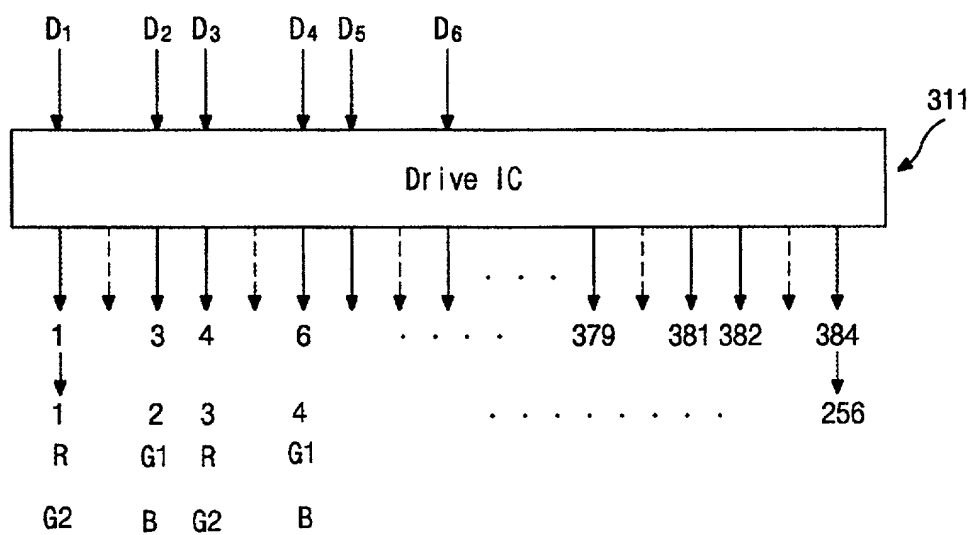 D1 D2 D3 D4 D5 D6
311
Drive IC
. . .
1 3 4 6 . . . . 379 381 382 384
1 2 3 4 . . . . . . . . 256
R G1 R G1
G2 B G2 B